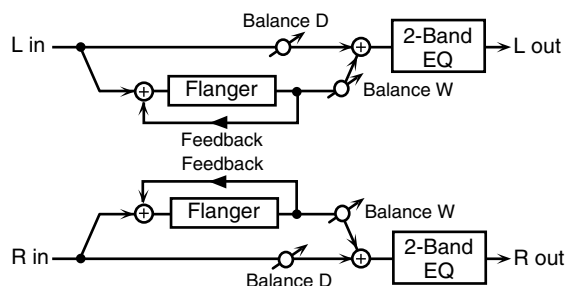 Balance D
L in
2-Band
EQ
L out
Flanger
Balance W
Feedback
Feedback
Flanger
Balance W
R in
2-Band
EQ
R out
Balance D